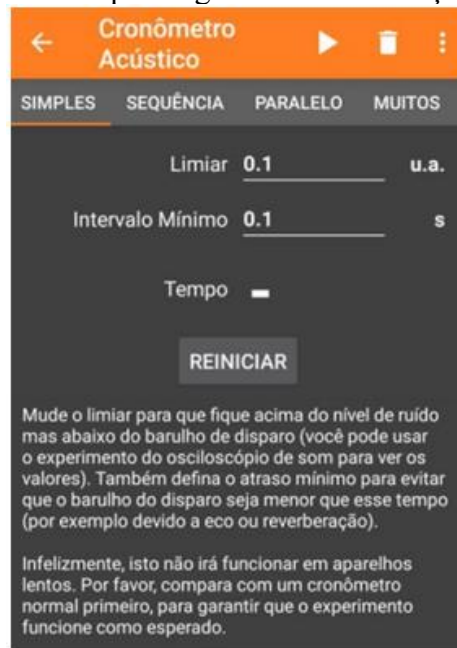 Cronômetro
Acústico
SIMPLES SEQUÊNCIA PARALELO MUITOS
Limiar 0.1 u.a.
Intervalo Mínimo 0.1 s
Tempo -
REINICIAR
Mude o limiar para que fique acima do nível de ruído
mas abaixo do barulho de disparo (você pode usar
o experimento do osciloscópio de som para ver os
valores). Também defina o atraso mínimo para evitar
que o barulho do disparo seja menor que esse tempo
(por exemplo devido a eco ou reverberação).
Infelizmente, isto não irá funcionar em aparelhos
lentos. Por favor, compara com um cronômetro
normal primeiro, para garantir que o experimento
funcione como esperado.